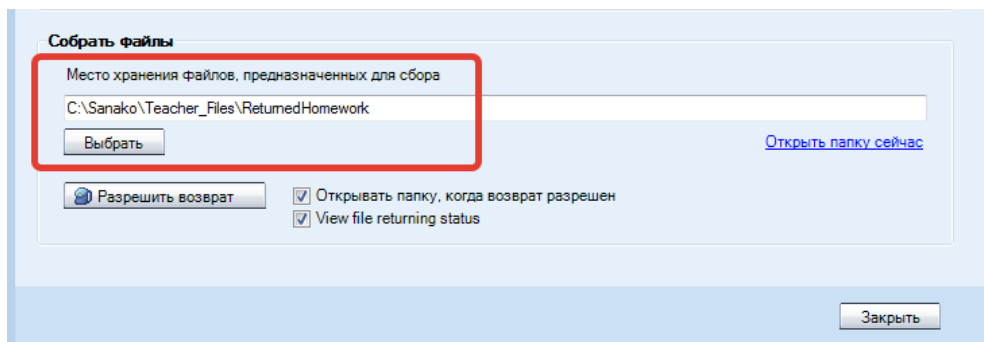 Собрать файлы
Место хранения файлов, предназначенных для сбора
C:\Sanako\Teacher_Files\ReturnedHomework
Выбрать
Открыть папку сейчас
Разрешить возврат
Открывать папку, когда возврат разрешен
View file returning status
Закрыть